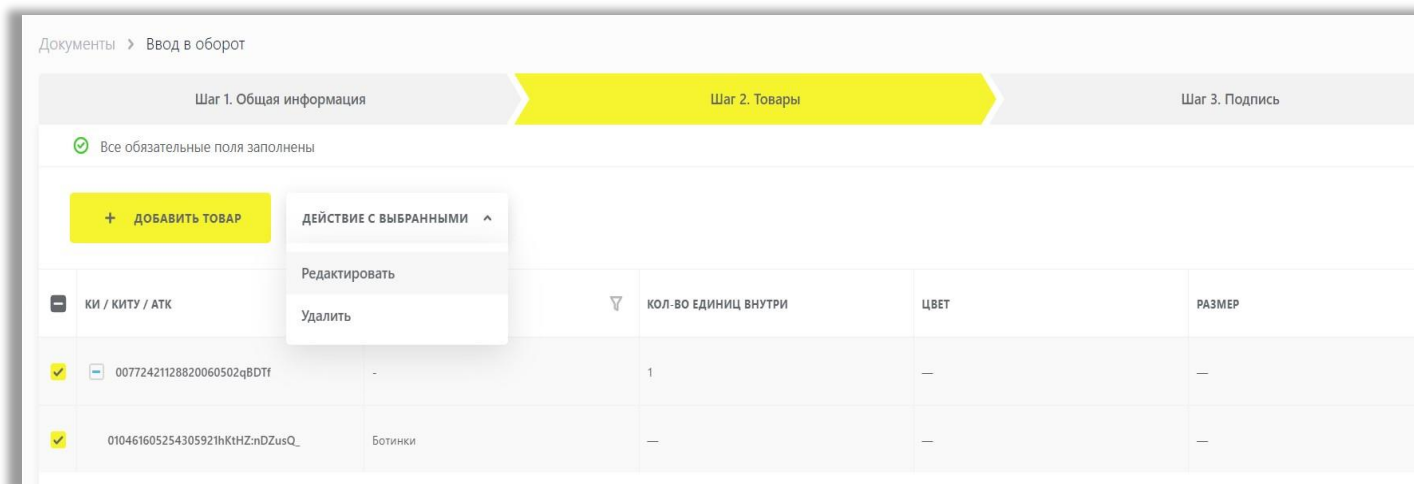 Документы > Ввод в оборот
Шаг 1. Общая информация
Шаг 2. Товары
Шаг 3. Подпись
Все обязательные поля заполнены
+ ДОБАВИТЬ ТОВАР
ДЕЙСТВИЕ С ВЫБРАННЫМИ
Редактировать
Удалить
КИ / КИТУ / АТК
КОЛ-ВО ЕДИНИЦ ВНУТРИ
ЦВЕТ
РАЗМЕР
00772421128820060502qBDTf - 1 — —
010461605254305921hKtHZ:nDZusQ_ Ботинки — — —